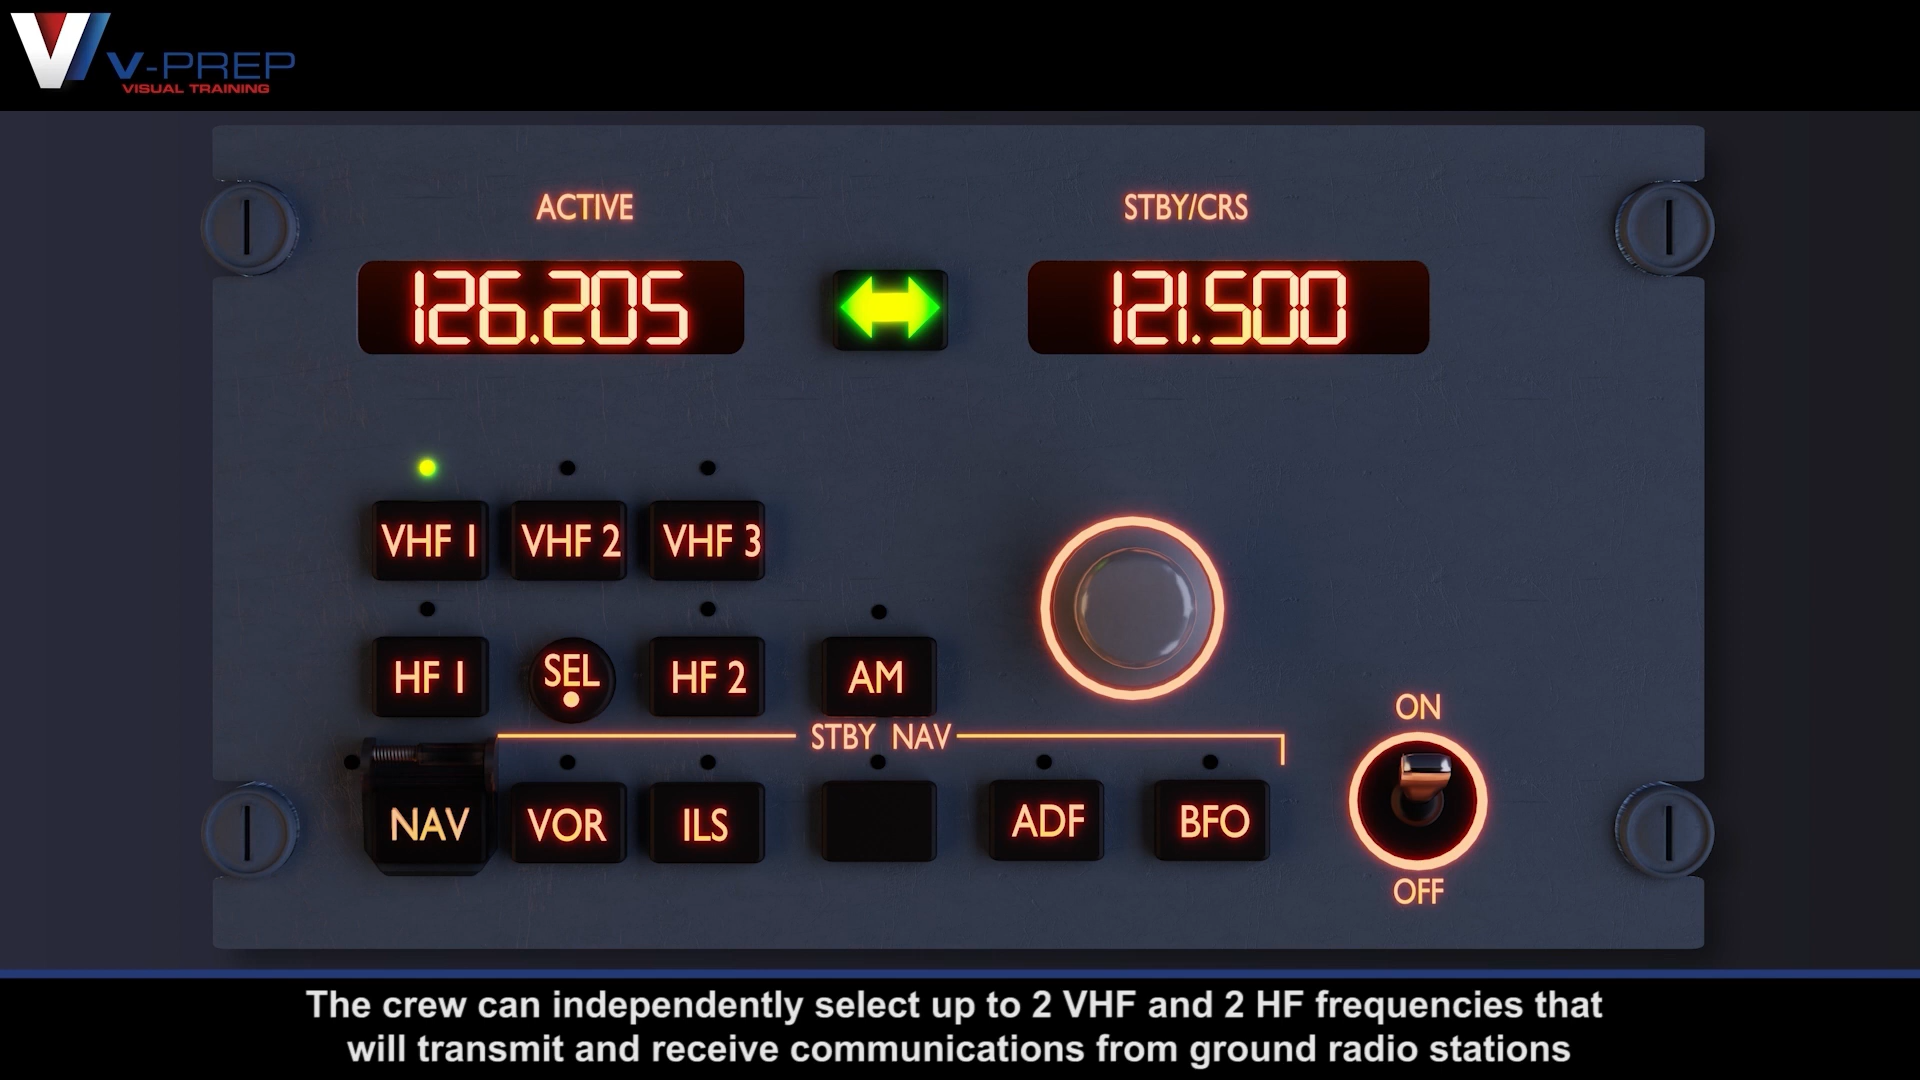 V-PREP
VISUAL TRAINING
ACTIVE
STBY/CRS
126.205
121.500
VHF 1
VHF 2
VHF 3
HF 1
SEL
HF 2
AM
STBY NAV
ON
NAV
VOR
ILS
ADF
BFO
OFF
The crew can independently select up to 2 VHF and 2 HF frequencies that
will transmit and receive communications from ground radio stations